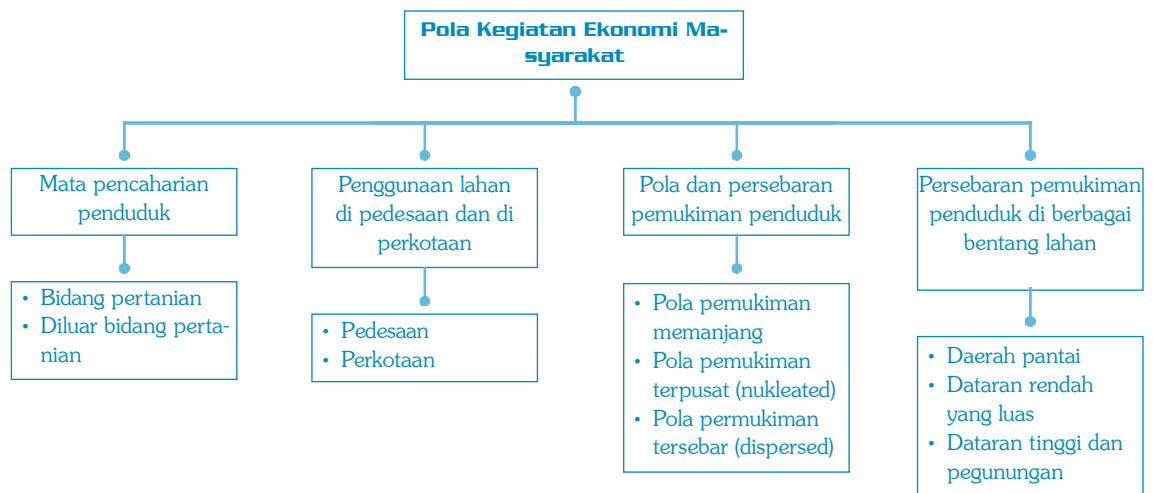 Pola Kegiatan Ekonomi Ma-
syarakat
Mata pencaharian
penduduk
• Bidang pertanian
• Diluar bidang perta-
nian
Penggunaan lahan
di pedesaan dan di
perkotaan
• Pedesaan
• Perkotaan
Pola dan persebaran
pemukiman penduduk
• Pola pemukiman
memanjang
• Pola pemukiman
terpusat (nukleated)
• Pola permukiman
tersebar (dispersed)
Persebaran pemukiman
penduduk di berbagai
bentang lahan
• Daerah pantai
• Dataran rendah
yang luas
• Dataran tinggi dan
pegunungan